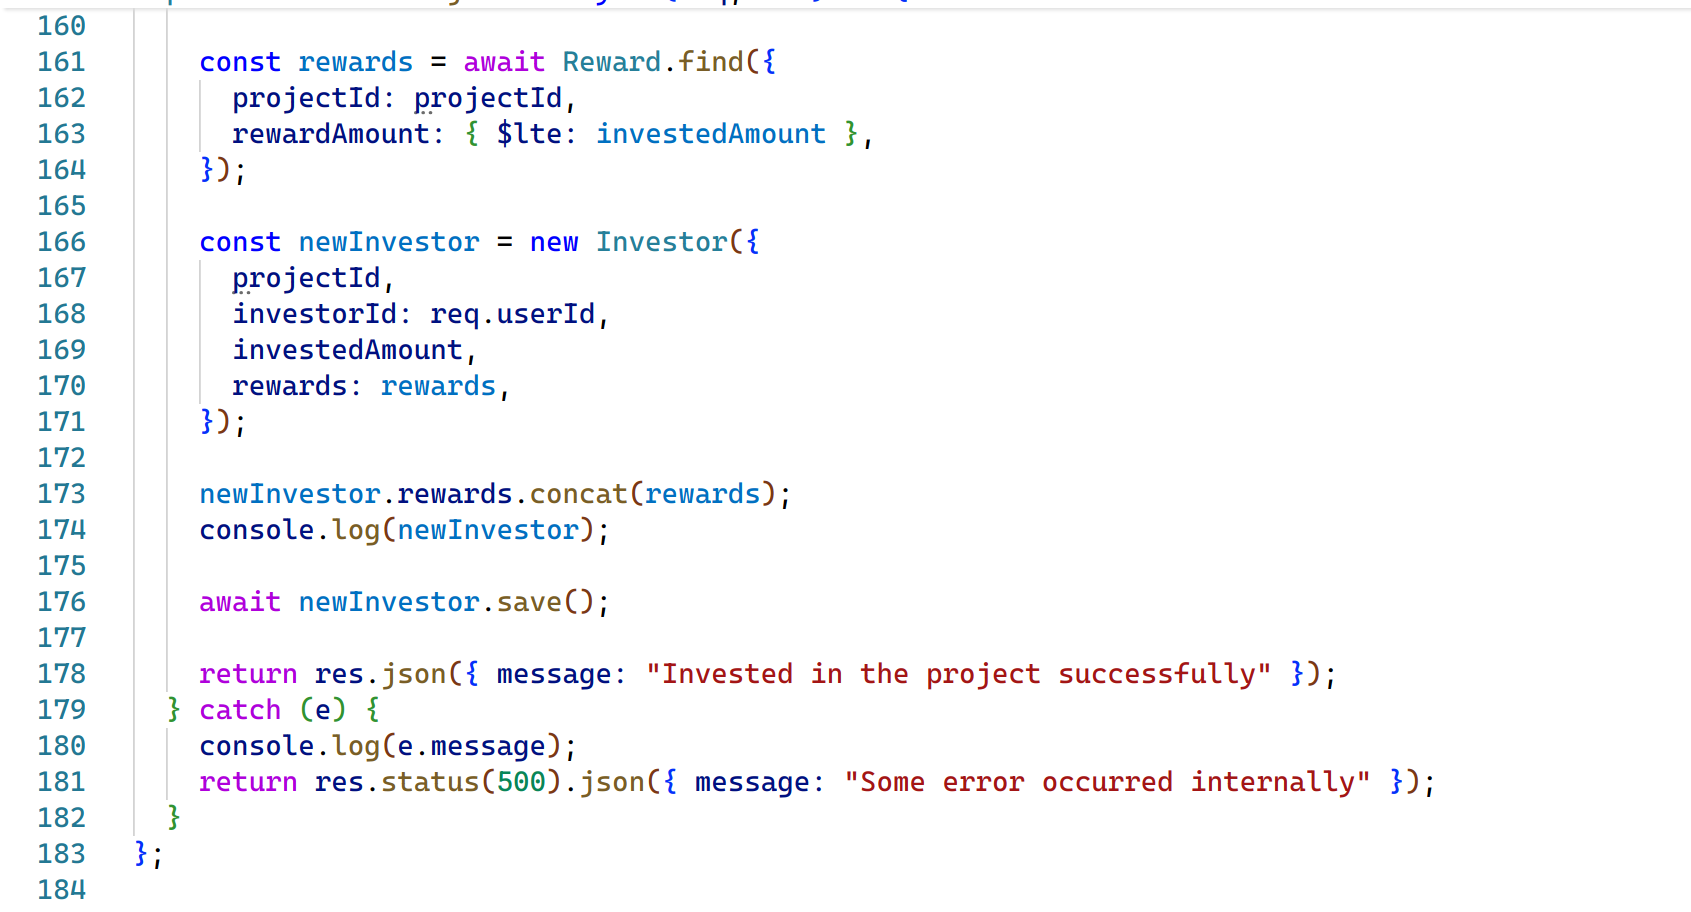 160
161 const rewards = await Reward.find({
162 projectId: projectId,
163 rewardAmount: { $lte: investedAmount },
164 });
165
166 const newInvestor = new Investor({
167 projectId,
168 investorId: req.userId,
169 investedAmount,
170 rewards: rewards,
171 });
172
173 newInvestor.rewards.concat(rewards);
174 console.log(newInvestor);
175
176 await newInvestor.save();
177
178 return res.json({ message: "Invested in the project successfully" });
179 } catch (e) {
180 console.log(e.message);
181 return res.status(500).json({ message: "Some error occurred internally" });
182 }
183 };
184